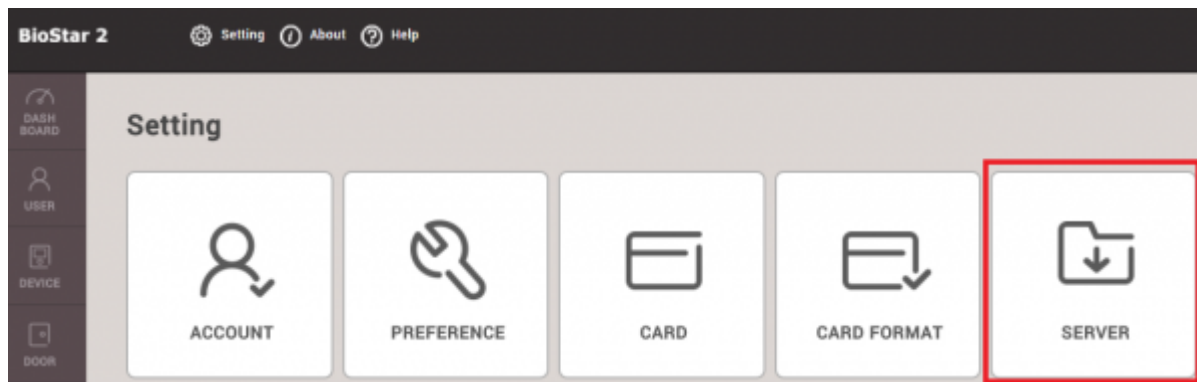 BioStar 2 Setting About Help
DASH
BOARD
Setting
USER
DEVICE
DOOR
ACCOUNT PREFERENCE CARD CARD FORMAT SERVER